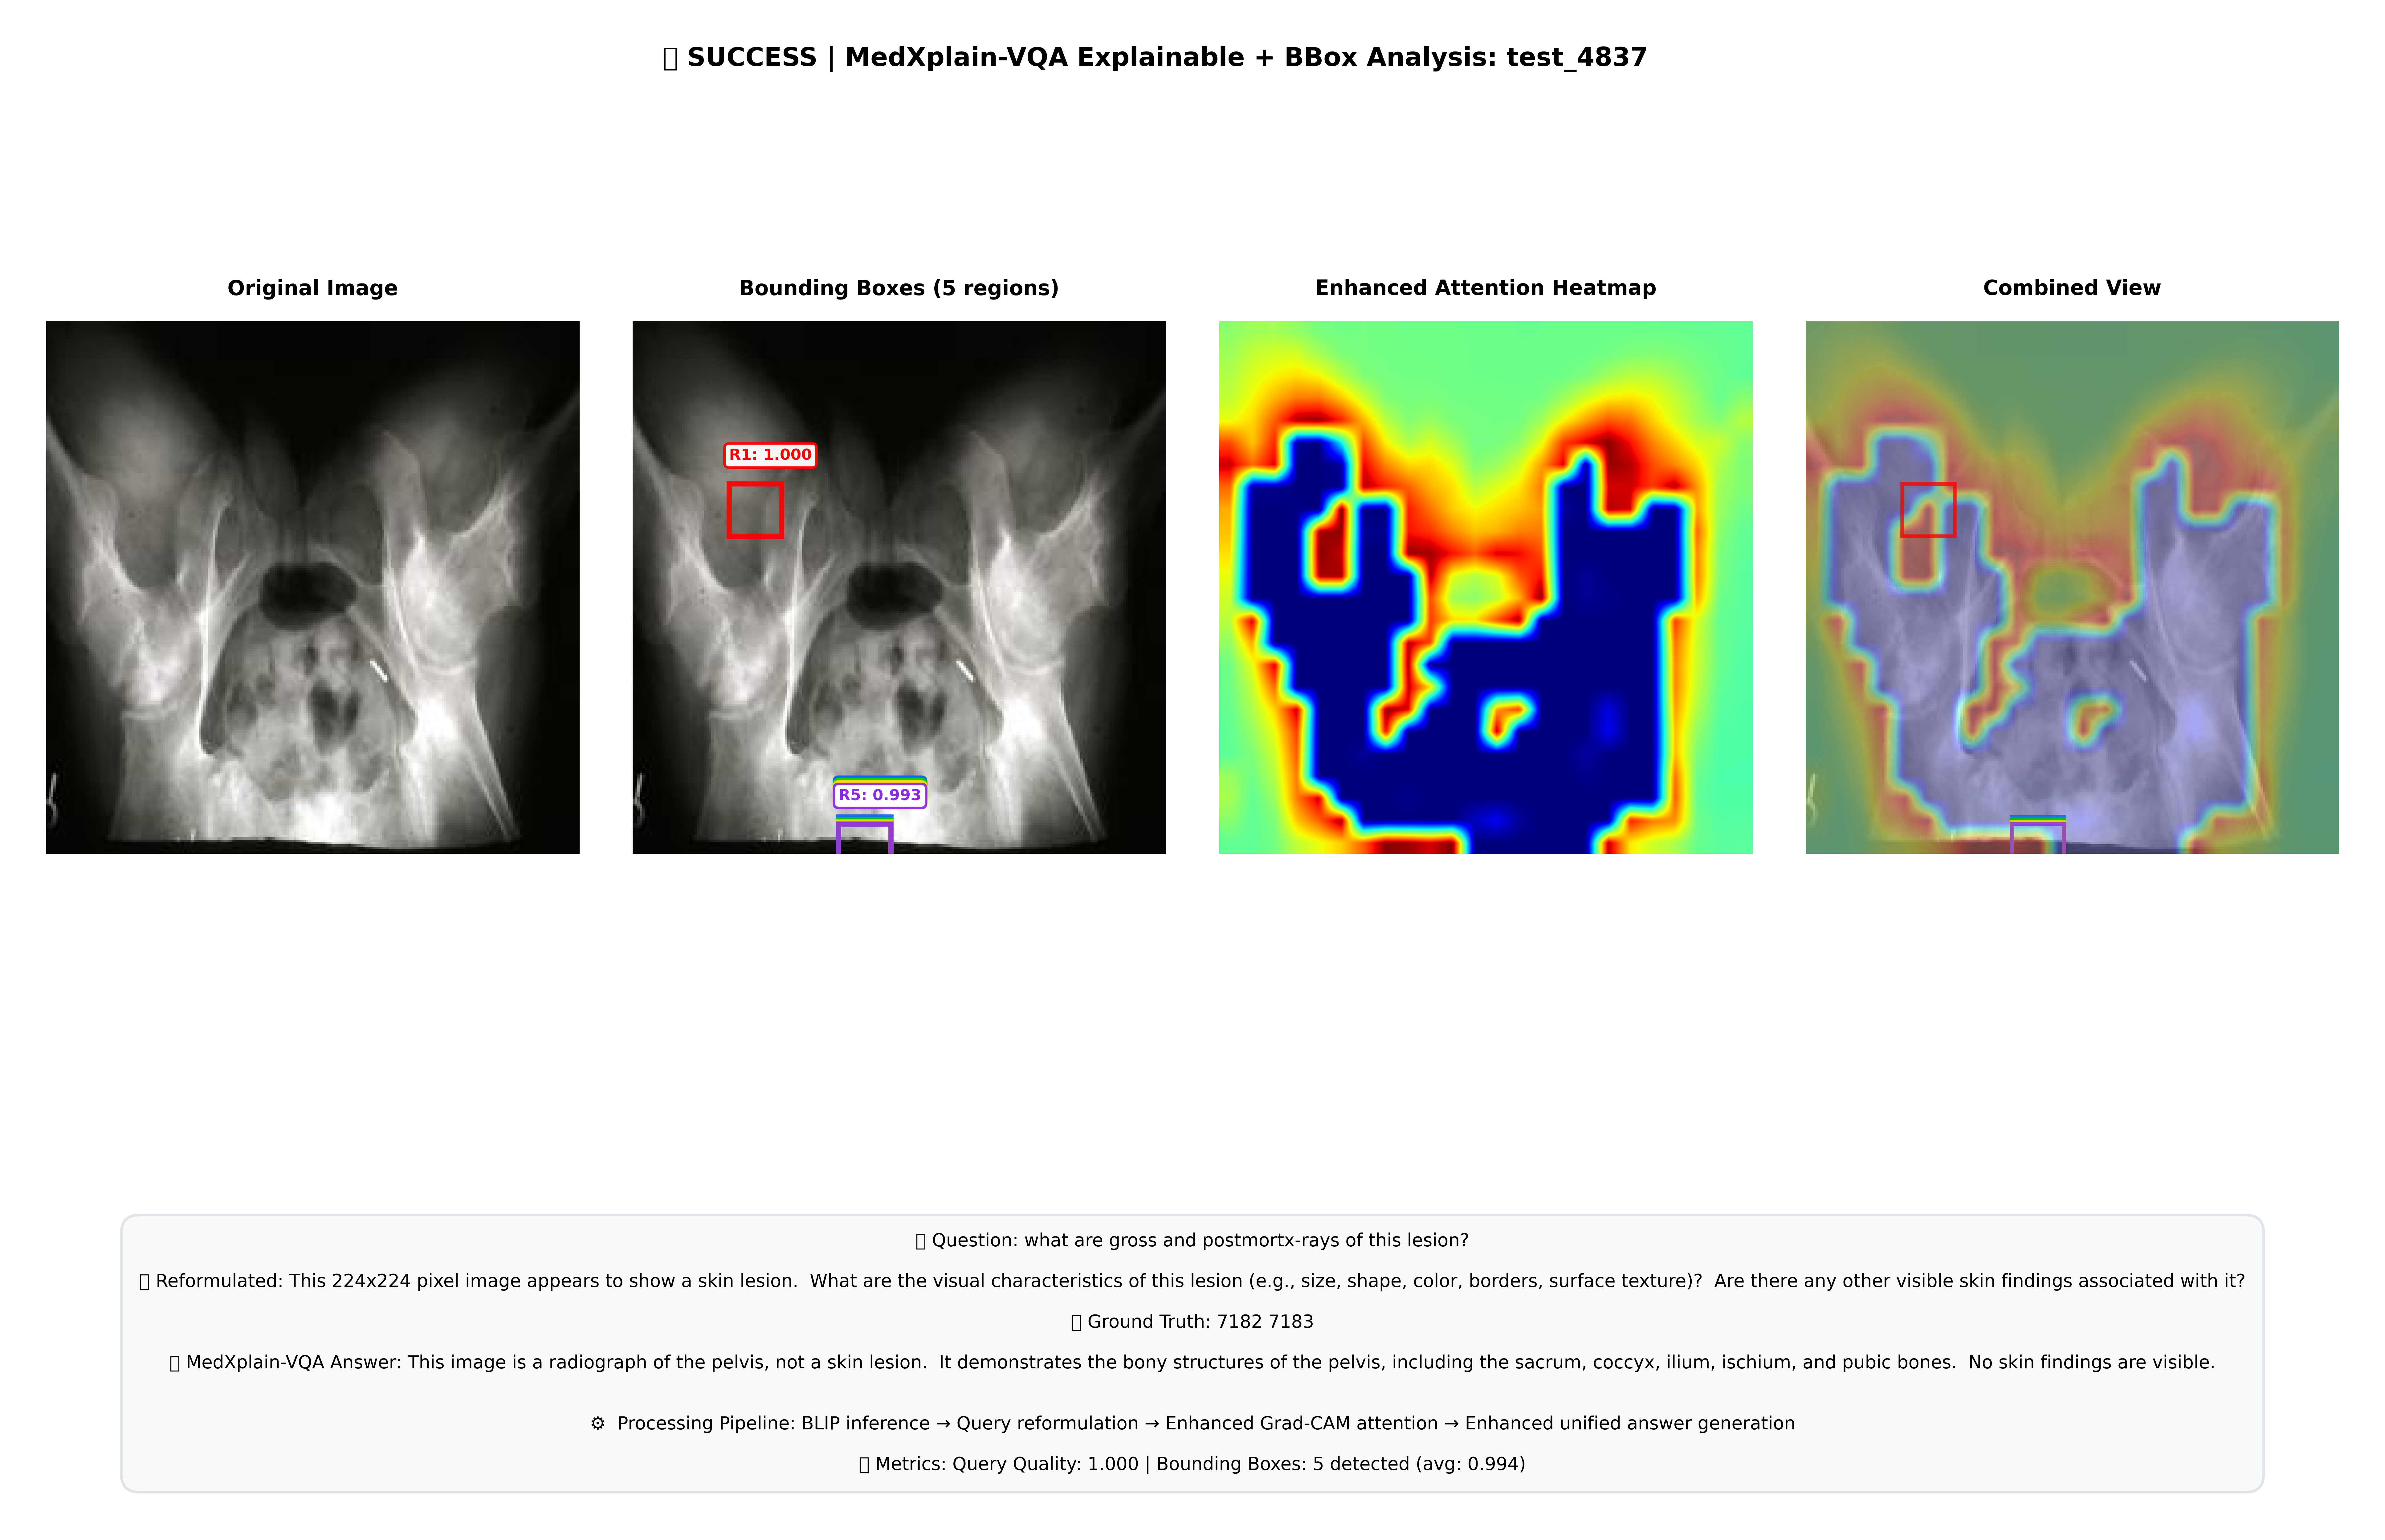 SUCCESS | MedXplain-VQA Explainable + BBox Analysis: test_4837
Original Image
Bounding Boxes (5 regions)
Enhanced Attention Heatmap
Combined View
R1: 1.000
R5: 0.993
Question: what are gross and postmortx-rays of this lesion?
Reformulated: This 224x224 pixel image appears to show a skin lesion. What are the visual characteristics of this lesion (e.g., size, shape, color, borders, surface texture)? Are there any other visible skin findings associated with it?
Ground Truth: 7182 7183
MedXplain-VQA Answer: This image is a radiograph of the pelvis, not a skin lesion. It demonstrates the bony structures of the pelvis, including the sacrum, coccyx, ilium, ischium, and pubic bones. No skin findings are visible.
⚙ Processing Pipeline: BLIP inference → Query reformulation → Enhanced Grad-CAM attention → Enhanced unified answer generation
Metrics: Query Quality: 1.000 | Bounding Boxes: 5 detected (avg: 0.994)